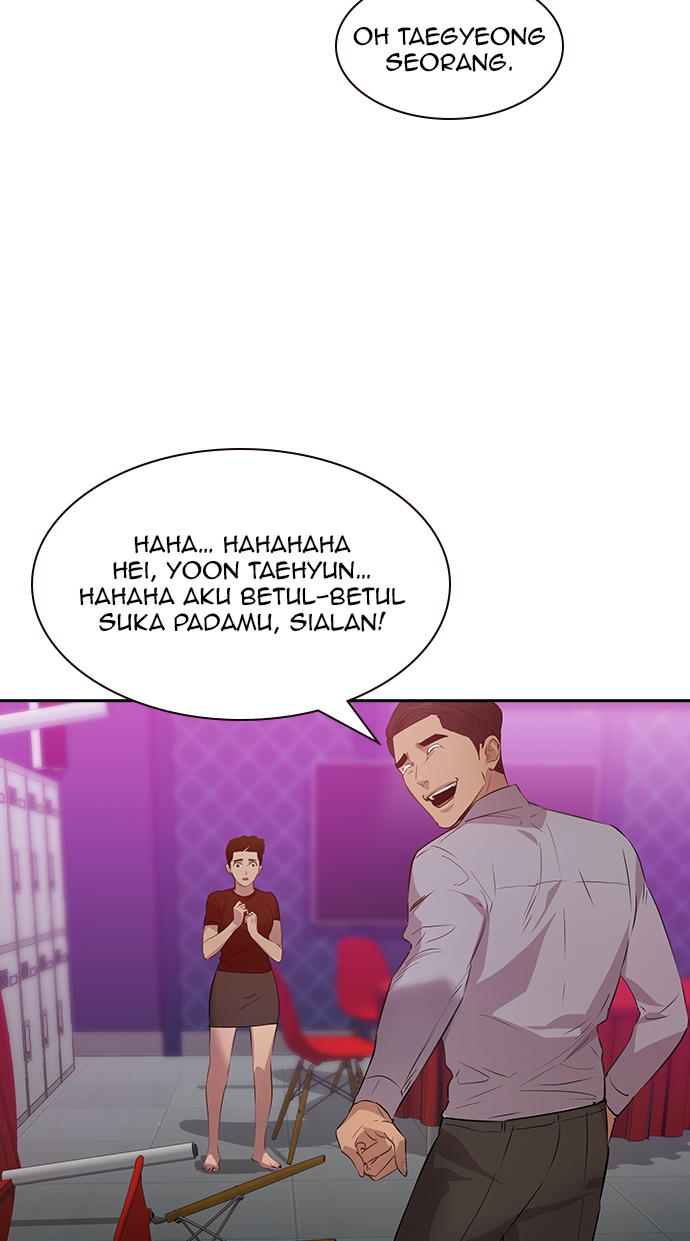 OH TAEGYEONG
SEORANG.
HAHA... HAHAHAHA
HEI, YOON TAEHYUN...
HAHAHA AKU BETUL-BETUL
SUKA PADAMU, SIALAN!